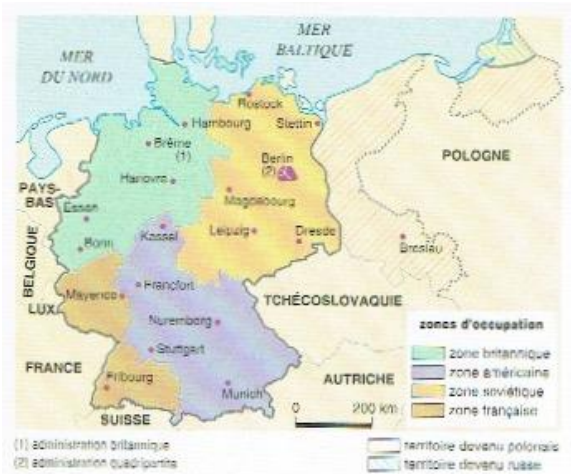 MER
DU NORD
MER
BALTIQUE
Rostock
Hambourg
Stettin
Brême
(1)
Berlin
(2)
POLOGNE
Hanovre
PAYS-
BAS
Magdebourg
Essen
Kassel
Leipzig
Dresde
Breslau
BELGIQUE
Bonn
Francfort
Mayence
TCHÉCOSLOVAQUIE
LUX.
Nuremberg
zones d'occupation
zone britannique
Stuttgart
FRANCE
zone américaine
AUTRICHE
Fribourg
zone soviétique
Munich
zone française
SUISSE
0 200 km
(1) administration britannique
territoire devenu polonais
(2) administration quadripartite
territoire devenu russe